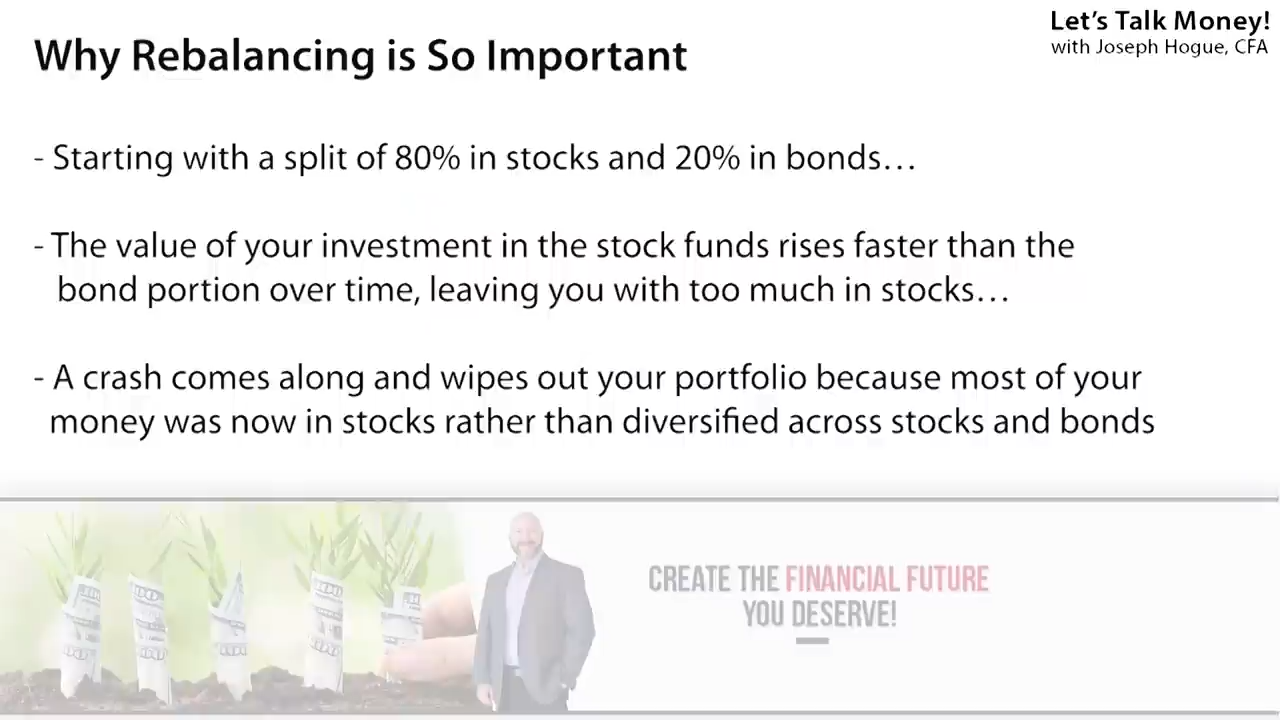 Let's Talk Money!
with Joseph Hogue, CFA
Why Rebalancing is So Important
- Starting with a split of 80% in stocks and 20% in bonds…
- The value of your investment in the stock funds rises faster than the
bond portion over time, leaving you with too much in stocks…
- A crash comes along and wipes out your portfolio because most of your
money was now in stocks rather than diversified across stocks and bonds
CREATE THE FINANCIAL FUTURE
YOU DESERVE!